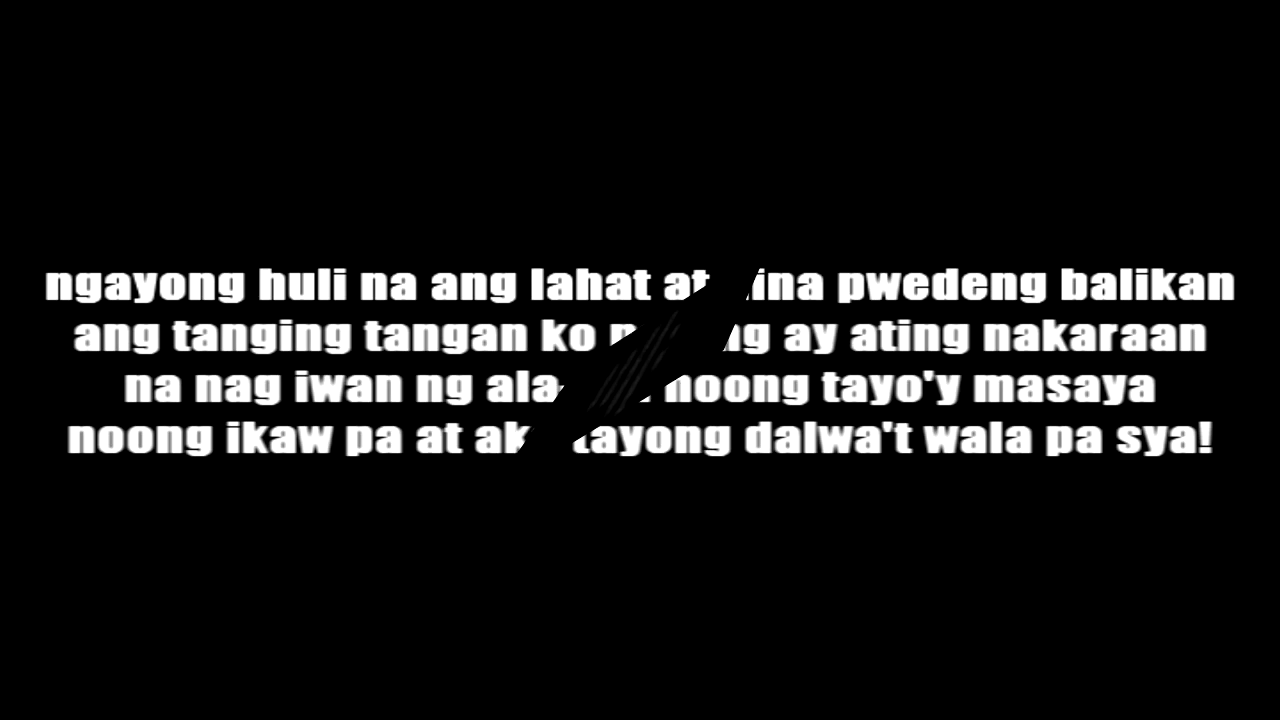 ngayong huli na ang lahat at pwedeng balikan
ang tanging tangan ko ay ating nakaraan
na nag iwan ng noong tayo'y masaya
noong ikaw pa at tayong dalwa't wala pa sya!